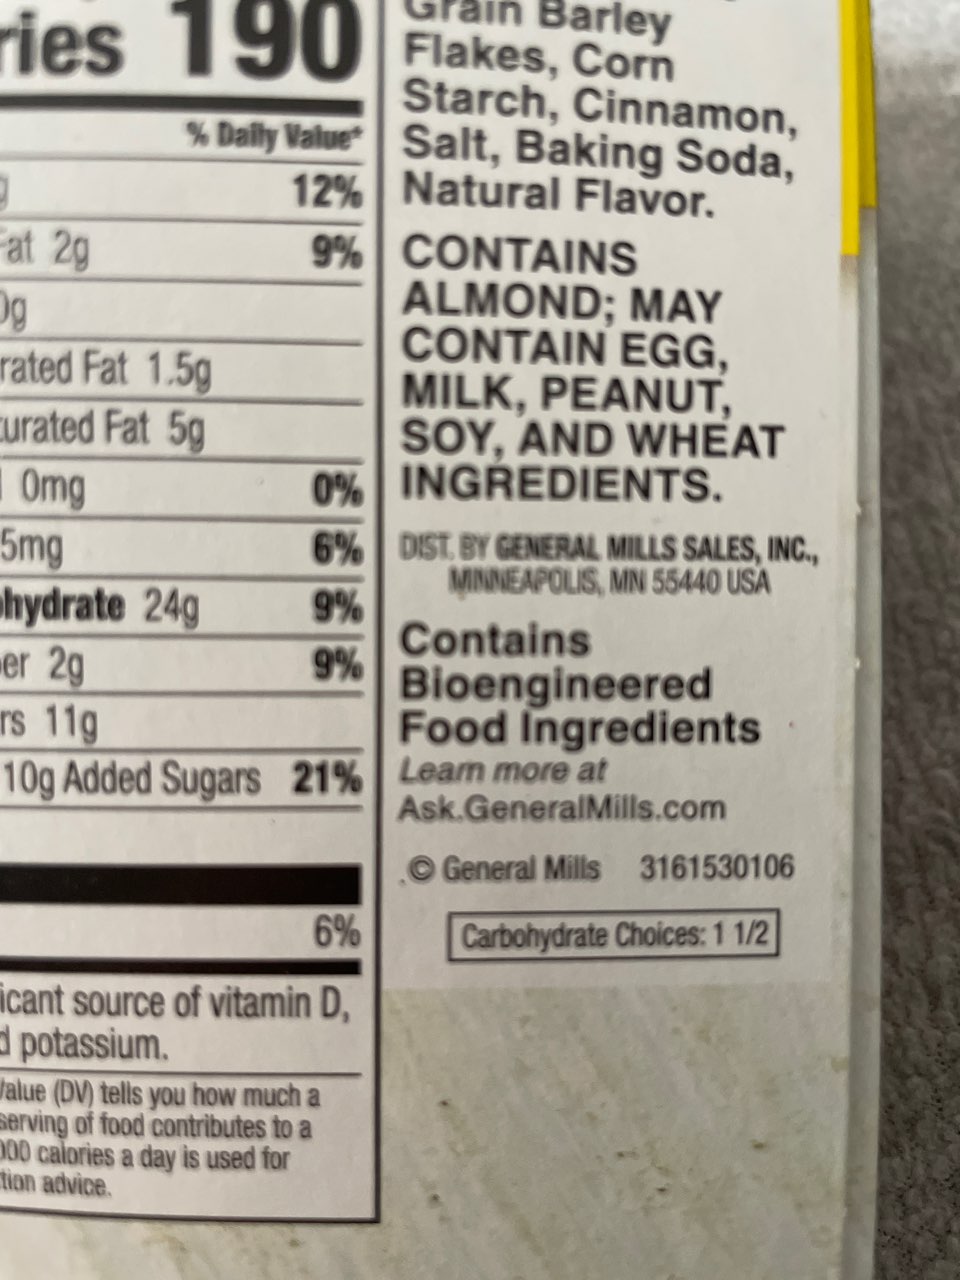 ries 190
% Daily Value*
g 12%
Fat 2g 9%
0g
rated Fat 1.5g
turated Fat 5g
0mg 0%
5mg 6%
ohydrate 24g 9%
er 2g 9%
rs 11g
10g Added Sugars 21%
6%
icant source of vitamin D,
d potassium.
Value (DV) tells you how much a
serving of food contributes to a
000 calories a day is used for
tion advice.
Grain Barley
Flakes, Corn
Starch, Cinnamon,
Salt, Baking Soda,
Natural Flavor.
CONTAINS
ALMOND; MAY
CONTAIN EGG,
MILK, PEANUT,
SOY, AND WHEAT
INGREDIENTS.
DIST. BY GENERAL MILLS SALES, INC.,
MINNEAPOLIS, MN 55440 USA
Contains
Bioengineered
Food Ingredients
Learn more at
Ask.GeneralMills.com
© General Mills 3161530106
Carbohydrate Choices: 1 1/2